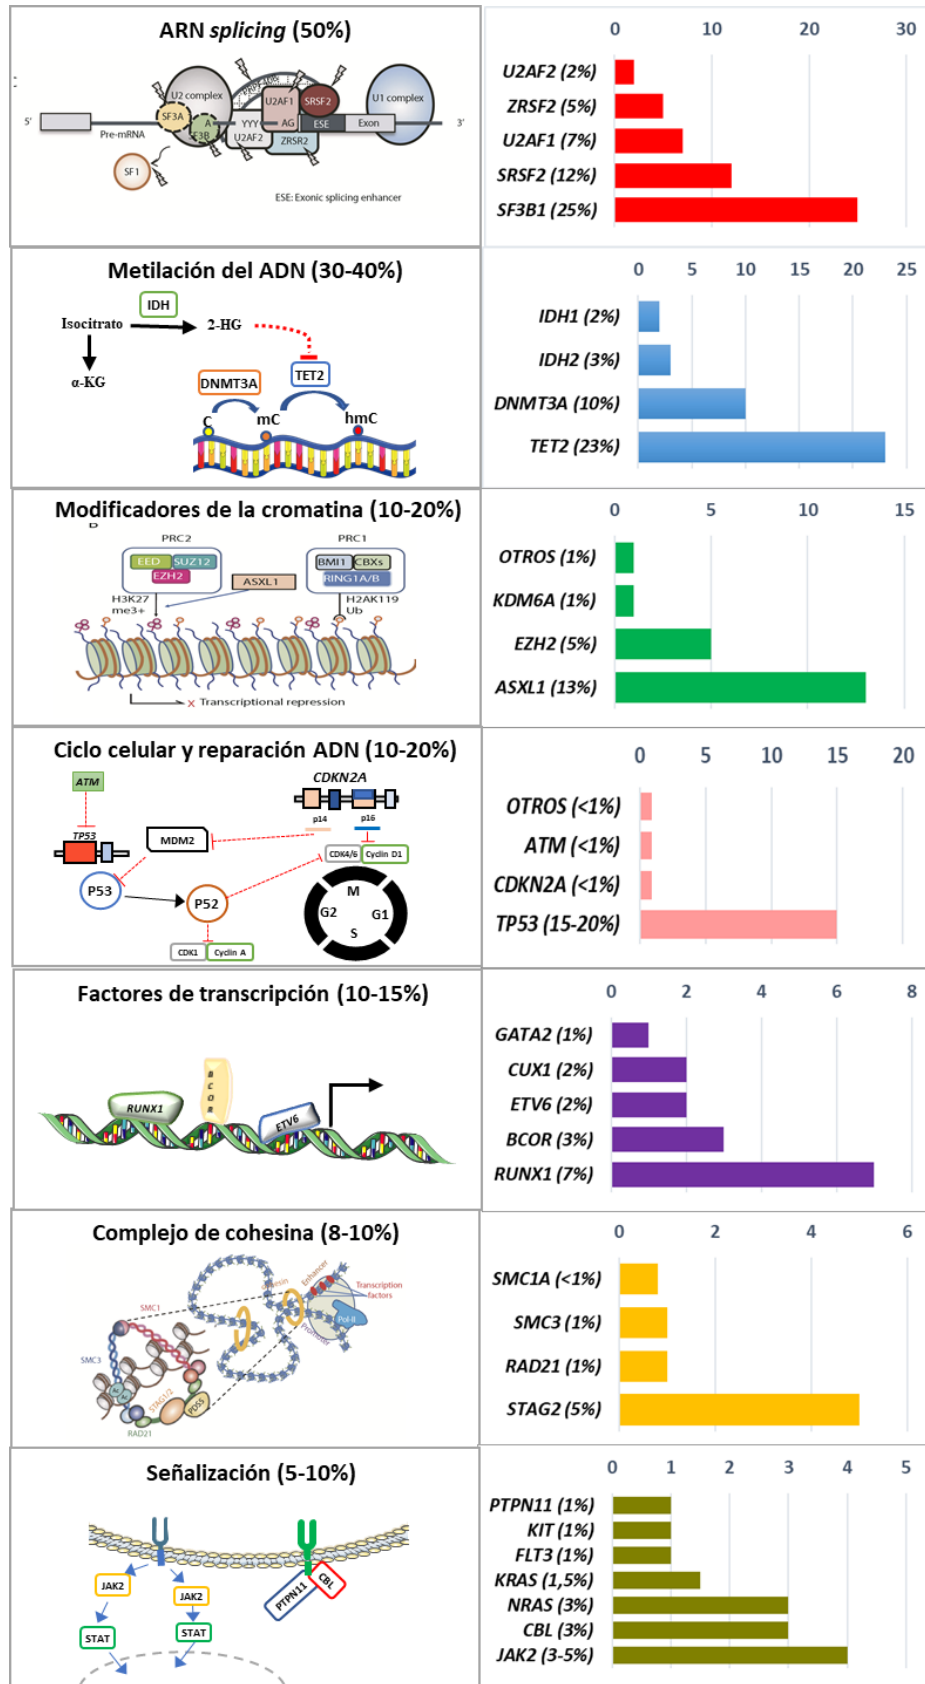 ARN splicing (50%)
U2 complex
U2AF1
SRSF2
U1 complex
SF3A
5'
SF3B
A
YYY
AG
ESE
Exon
3'
Pre-mRNA
U2AF2
ZRSR2
SF1
ESE: Exonic splicing enhancer
0 10 20 30
U2AF2 (2%)
ZRSF2 (5%)
U2AF1 (7%)
SRSF2 (12%)
SF3B1 (25%)
Metilación del ADN (30-40%)
IDH
Isocitrato
2-HG
α-KG
DNMT3A
TET2
C
mC
hmC
0 5 10 15 20 25
IDH1 (2%)
IDH2 (3%)
DNMT3A (10%)
TET2 (23%)
Modificadores de la cromatina (10-20%)
PRC2
PRC1
EED
SUZ12
EZH2
BMI1
CBXs
RING1A/B
ASXL1
H3K27
me3+
H2AK119
Ub
x Transcriptional repression
0 5 10 15
OTROS (1%)
KDM6A (1%)
EZH2 (5%)
ASXL1 (13%)
Ciclo celular y reparación ADN (10-20%)
ATM
CDKN2A
TP53
p14
p16
MDM2
CDK4/6
Cyclin D1
P53
P52
M
G2
G1
S
CDK1
Cyclin A
0 5 10 15 20
OTROS (<1%)
ATM (<1%)
CDKN2A (<1%)
TP53 (15-20%)
Factores de transcripción (10-15%)
RUNX1
BCOR
ETV6
0 2 4 6 8
GATA2 (1%)
CUX1 (2%)
ETV6 (2%)
BCOR (3%)
RUNX1 (7%)
Complejo de cohesina (8-10%)
Enhancer
Transcription
factors
Pol-II
Promoter
SMC1
SMC3
STAG1/2
PDS5
RAD21
0 2 4 6
SMC1A (<1%)
SMC3 (1%)
RAD21 (1%)
STAG2 (5%)
Señalización (5-10%)
JAK2
JAK2
STAT
STAT
PTPN11
CBL
0 1 2 3 4 5
PTPN11 (1%)
KIT (1%)
FLT3 (1%)
KRAS (1,5%)
NRAS (3%)
CBL (3%)
JAK2 (3-5%)